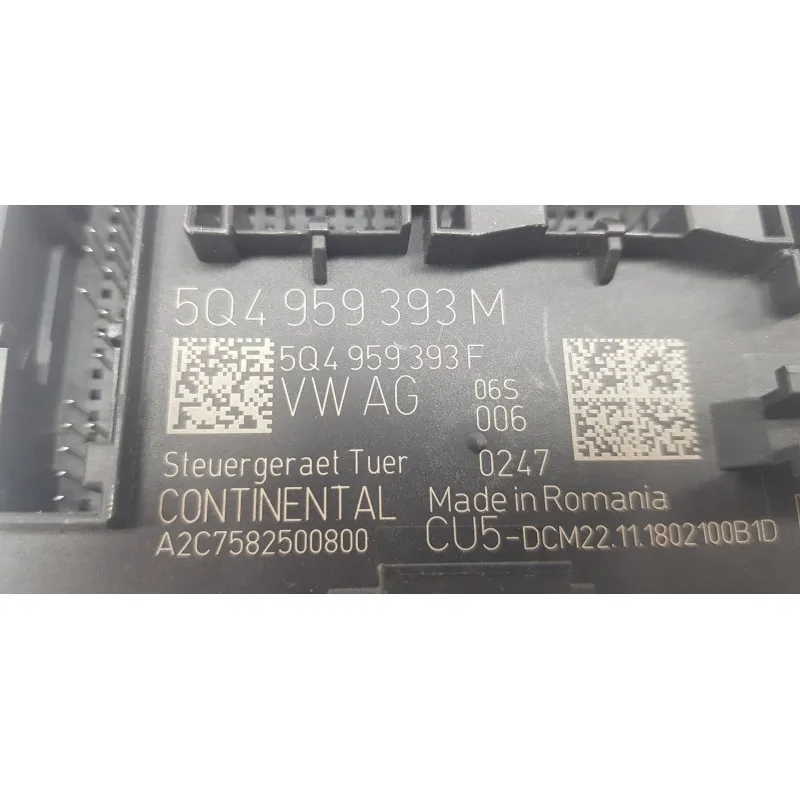 5Q4 959 393 M
5Q4 959 393 F
VW AG 06S
006
Steuergeraet Tuer 0247
CONTINENTAL Made in Romania
A2C7582500800 CU5-DCM22.11.1802100B1D